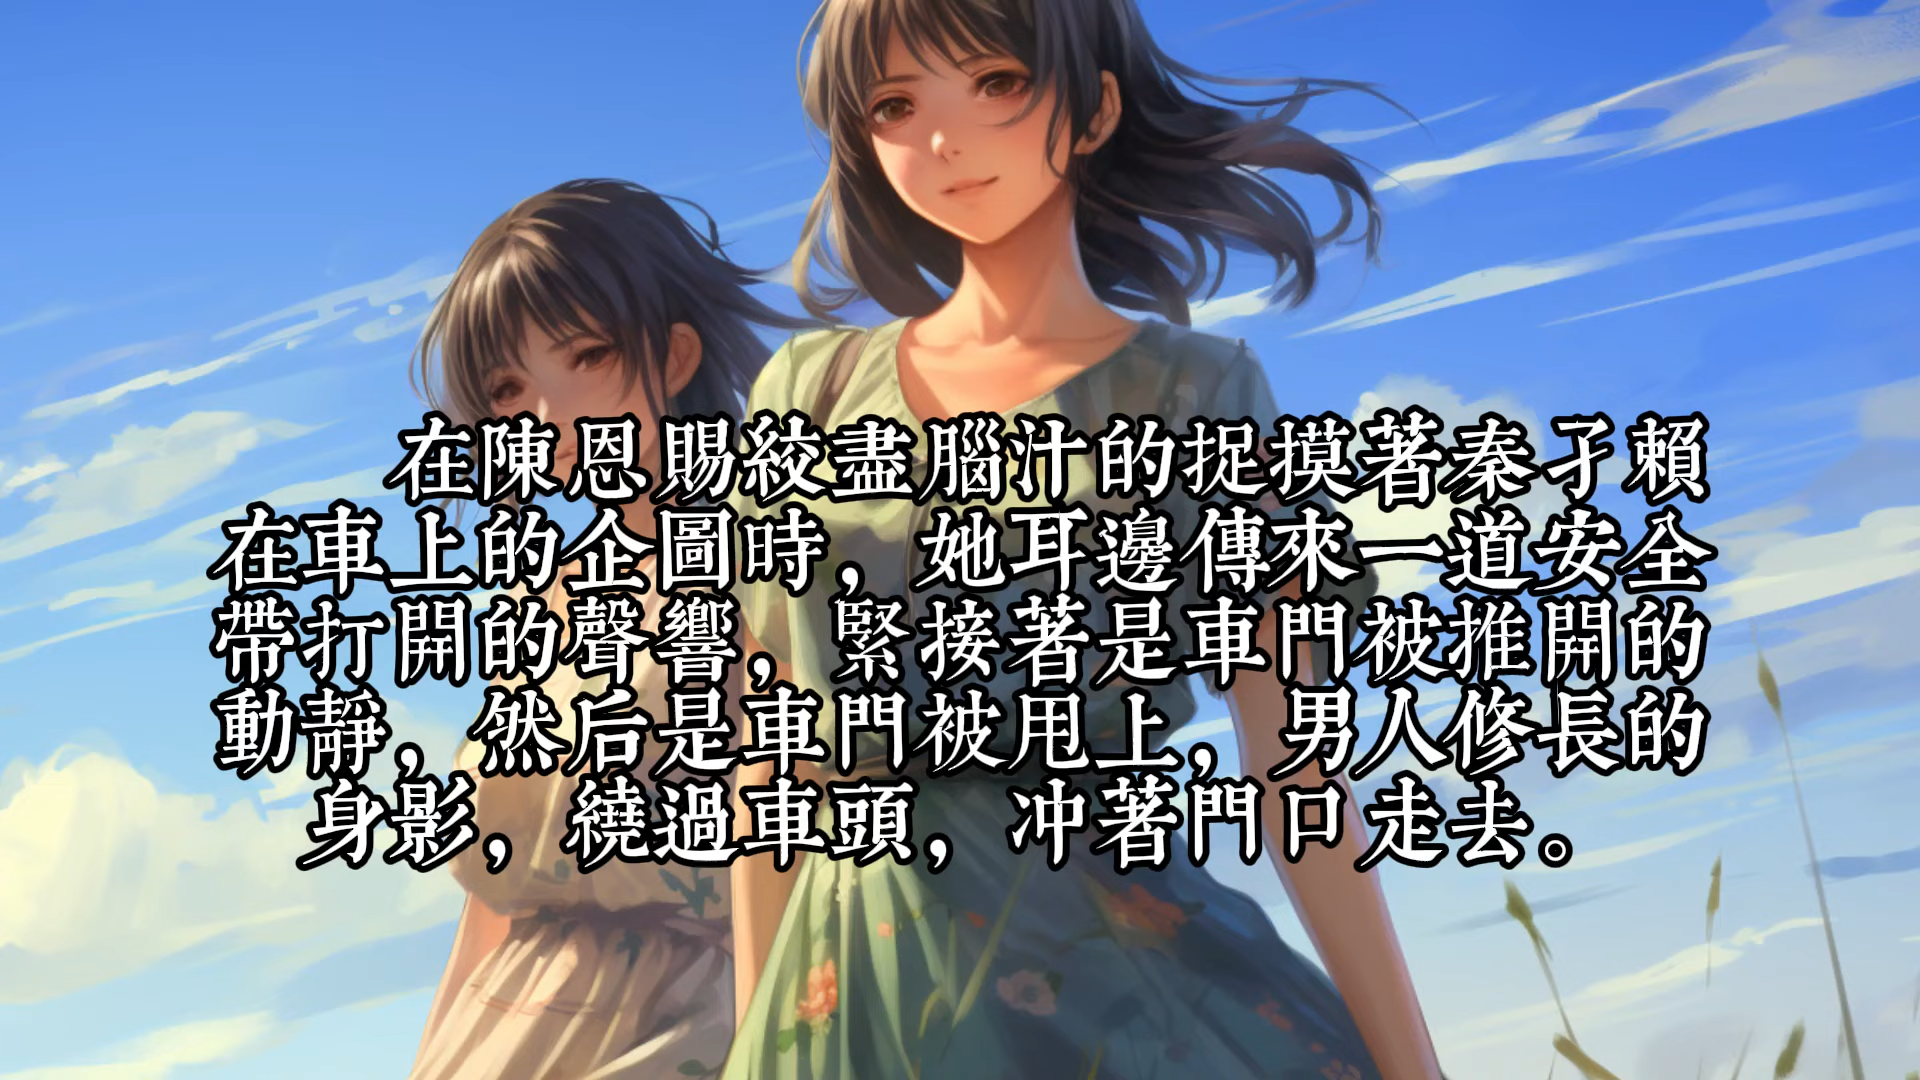 在陳恩賜絞盡腦汁的捉摸著秦孑賴
在車上的企圖時，她耳邊傳來一道安全
帶打開的聲響，緊接著是車門被推開的
動靜，然后是車門被甩上，男人修長的
身影，繞過車頭，冲著門口走去。